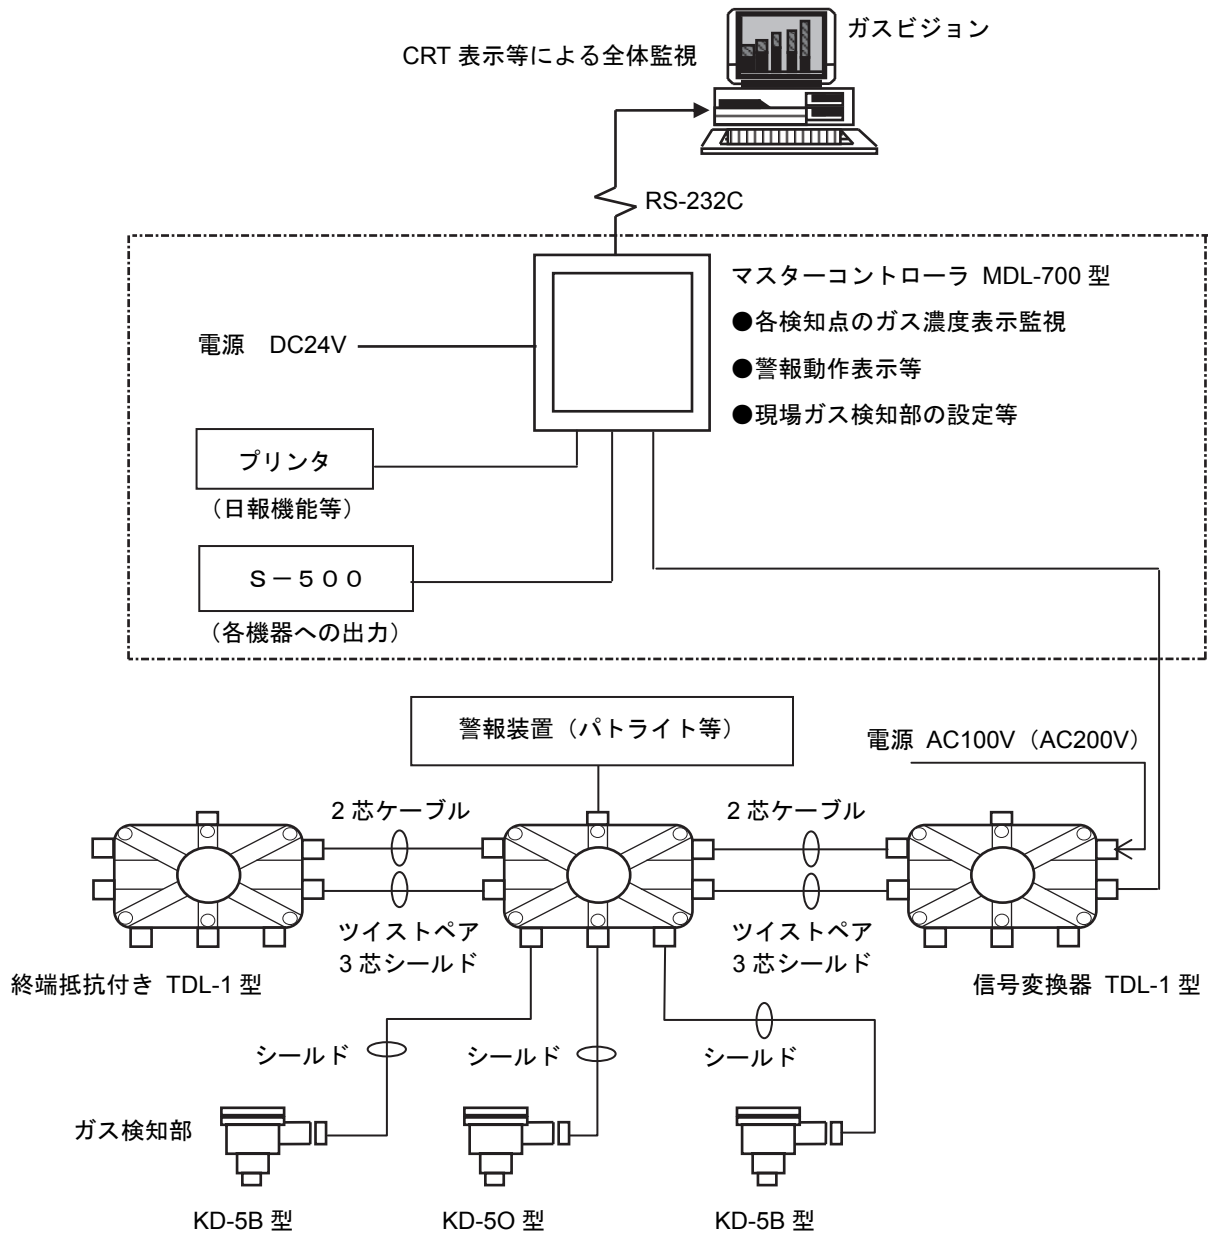 ガスビジョン
CRT 表示等による全体監視
RS-232C
マスターコントローラ MDL-700 型
●各検知点のガス濃度表示監視
電源　DC24V
●警報動作表示等
●現場ガス検知部の設定等
プリンタ
（日報機能等）
Ｓ－５００
（各機器への出力）
警報装置（パトライト等）
電源 AC100V（AC200V）
2 芯ケーブル
2 芯ケーブル
ツイストペア
3 芯シールド
ツイストペア
3 芯シールド
終端抵抗付き TDL-1 型
信号変換器 TDL-1 型
シールド
シールド
シールド
ガス検知部
KD-5B 型
KD-5O 型
KD-5B 型